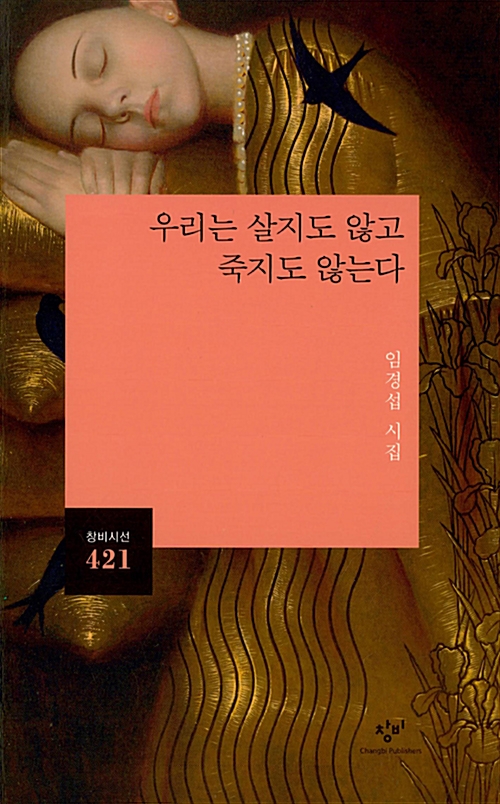 우리는 살지도 않고
죽지도 않는다
임경섭 시집
창비시선
421
창비
Changbi Publishers